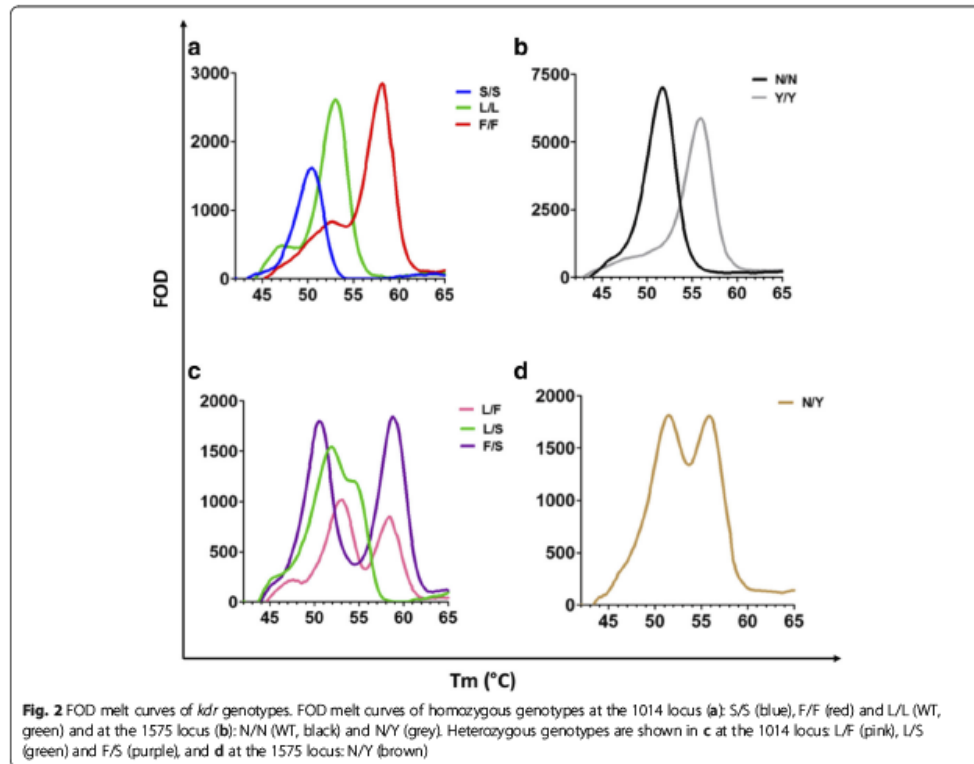 a
3000
2000
1000
0
45 50 55 60 65
S/S
L/L
F/F
b
7500
5000
2500
0
45 50 55 60 65
N/N
Y/Y
FOD
c
2000
1500
1000
500
0
45 50 55 60 65
L/F
L/S
F/S
d
2000
1500
1000
500
0
45 50 55 60 65
N/Y
Tm (°C)
Fig. 2 FOD melt curves of kdr genotypes. FOD melt curves of homozygous genotypes at the 1014 locus (a): S/S (blue), F/F (red) and L/L (WT,
green) and at the 1575 locus (b): N/N (WT, black) and N/Y (grey). Heterozygous genotypes are shown in c at the 1014 locus: L/F (pink), L/S
(green) and F/S (purple), and d at the 1575 locus: N/Y (brown)